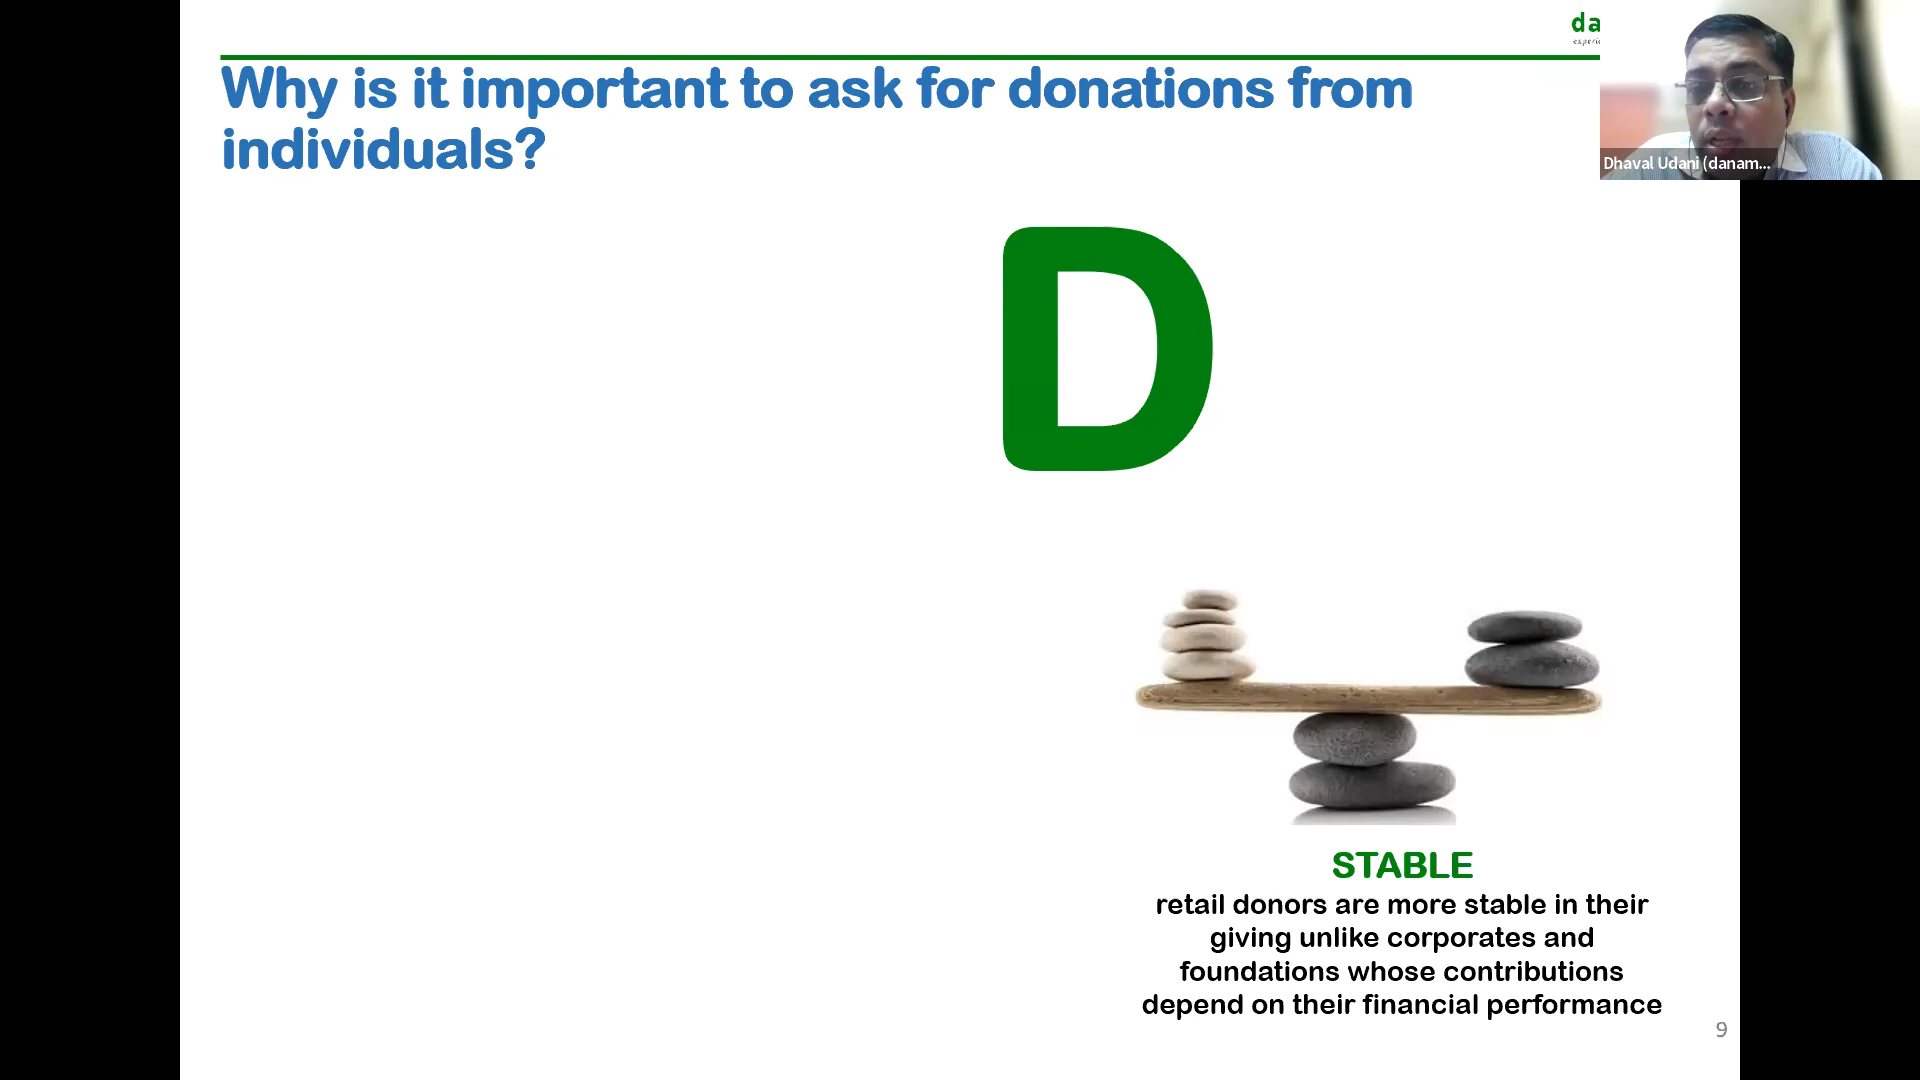 da
Why is it important to ask for donations from
individuals?
Dhaval Udani (danam...
D
STABLE
retail donors are more stable in their
giving unlike corporates and
foundations whose contributions
depend on their financial performance
9